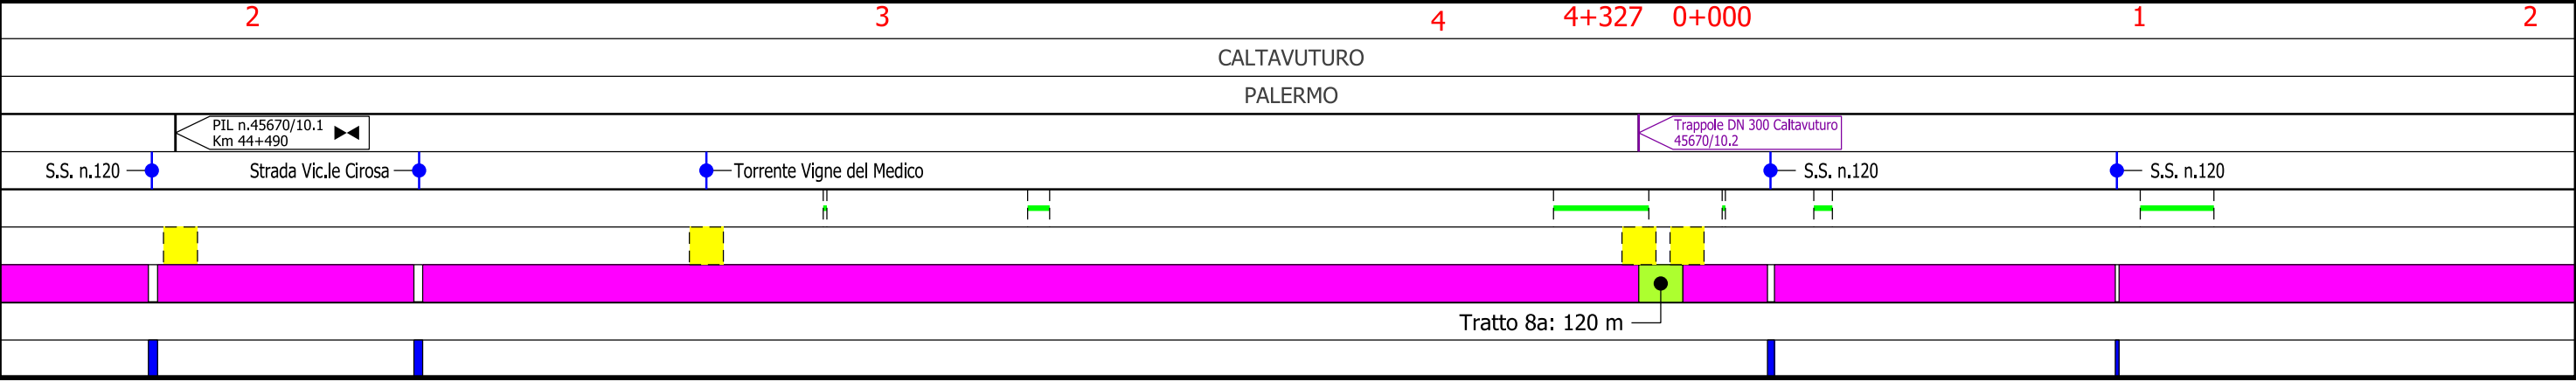 2 3 4 4+327 0+000 1 2
CALTAVUTURO
PALERMO
PIL n.45670/10.1
Km 44+490
Trappole DN 300 Caltavuturo
45670/10.2
S.S. n.120 Strada Vic.le Cirosa Torrente Vigne del Medico S.S. n.120 S.S. n.120
Tratto 8a: 120 m